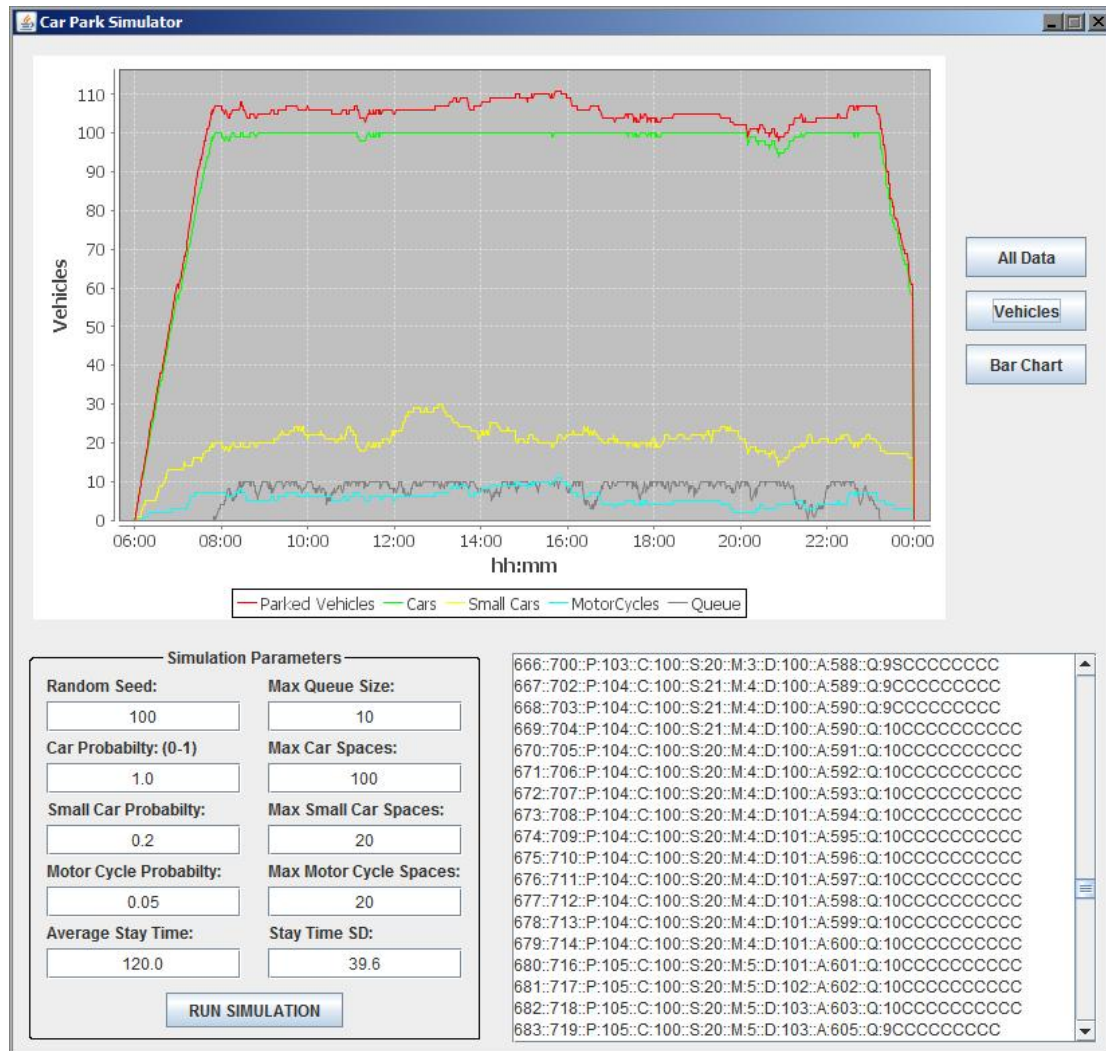 Car Park Simulator
110
100
90
80
70
60
50
40
30
20
10
0
Vehicles
06:00 08:00 10:00 12:00 14:00 16:00 18:00 20:00 22:00 00:00
hh:mm
Parked Vehicles Cars Small Cars MotorCycles Queue
All Data
Vehicles
Bar Chart
Simulation Parameters
Random Seed: Max Queue Size:
100 10
Car Probabilty: (0-1) Max Car Spaces:
1.0 100
Small Car Probabilty: Max Small Car Spaces:
0.2 20
Motor Cycle Probabilty: Max Motor Cycle Spaces:
0.05 20
Average Stay Time: Stay Time SD:
120.0 39.6
RUN SIMULATION
666::700::P:103::C:100::S:20::M:3::D:100::A:588::Q:9SCCCCCCCC
667::702::P:104::C:100::S:21::M:4::D:100::A:589::Q:9CCCCCCCCC
668::703::P:104::C:100::S:21::M:4::D:100::A:590::Q:9CCCCCCCCC
669::704::P:104::C:100::S:21::M:4::D:100::A:590::Q:10CCCCCCCCCC
670::705::P:104::C:100::S:20::M:4::D:100::A:591::Q:10CCCCCCCCCC
671::706::P:104::C:100::S:20::M:4::D:100::A:592::Q:10CCCCCCCCCC
672::707::P:104::C:100::S:20::M:4::D:100::A:593::Q:10CCCCCCCCCC
673::708::P:104::C:100::S:20::M:4::D:101::A:594::Q:10CCCCCCCCCC
674::709::P:104::C:100::S:20::M:4::D:101::A:595::Q:10CCCCCCCCCC
675::710::P:104::C:100::S:20::M:4::D:101::A:596::Q:10CCCCCCCCCC
676::711::P:104::C:100::S:20::M:4::D:101::A:597::Q:10CCCCCCCCCC
677::712::P:104::C:100::S:20::M:4::D:101::A:598::Q:10CCCCCCCCCC
678::713::P:104::C:100::S:20::M:4::D:101::A:599::Q:10CCCCCCCCCC
679::714::P:104::C:100::S:20::M:4::D:101::A:600::Q:10CCCCCCCCCC
680::716::P:105::C:100::S:20::M:5::D:101::A:601::Q:10CCCCCCCCCC
681::717::P:105::C:100::S:20::M:5::D:102::A:602::Q:10CCCCCCCCCC
682::718::P:105::C:100::S:20::M:5::D:103::A:603::Q:10CCCCCCCCCC
683::719::P:105::C:100::S:20::M:5::D:103::A:605::Q:9CCCCCCCCC